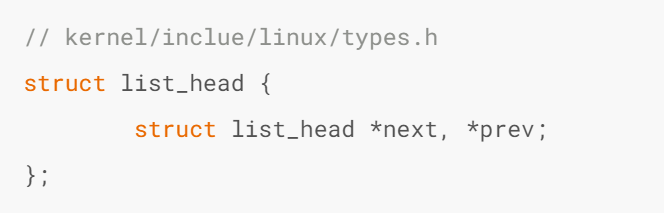 // kernel/inclue/linux/types.h
struct list_head {
        struct list_head *next, *prev;
};